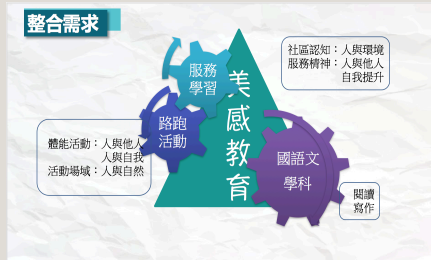 整合需求
服務
學習
社區認知：人與環境
服務精神：人與他人
自我提升
美感教育
路跑
活動
體能活動：人與他人
人與自我
活動場域：人與自然
國語文
學科
閱讀
寫作